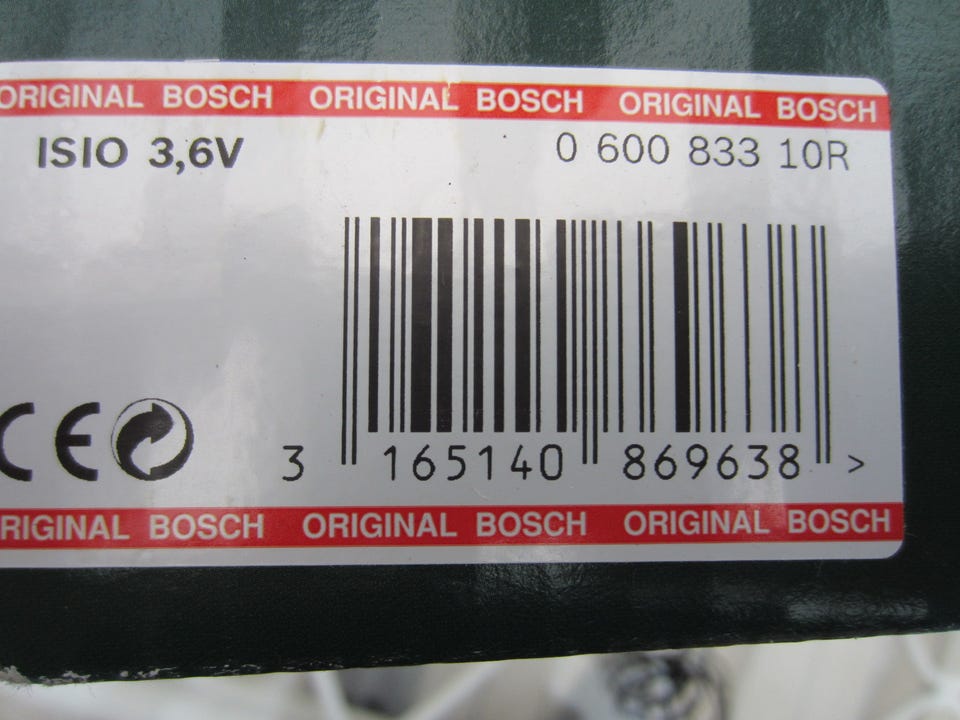 ORIGINAL BOSCH ORIGINAL BOSCH ORIGINAL BOSCH
ISIO 3,6V 0 600 833 10R
CE
3 165140 869638 >
RIGINAL BOSCH ORIGINAL BOSCH ORIGINAL BOSCH